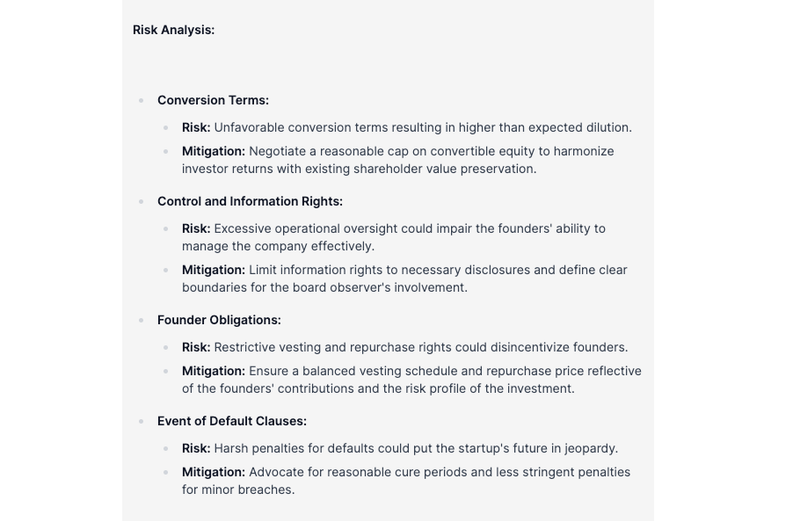 Risk Analysis:
Conversion Terms:
Risk: Unfavorable conversion terms resulting in higher than expected dilution.
Mitigation: Negotiate a reasonable cap on convertible equity to harmonize
investor returns with existing shareholder value preservation.
Control and Information Rights:
Risk: Excessive operational oversight could impair the founders' ability to
manage the company effectively.
Mitigation: Limit information rights to necessary disclosures and define clear
boundaries for the board observer's involvement.
Founder Obligations:
Risk: Restrictive vesting and repurchase rights could disincentivize founders.
Mitigation: Ensure a balanced vesting schedule and repurchase price reflective
of the founders' contributions and the risk profile of the investment.
Event of Default Clauses:
Risk: Harsh penalties for defaults could put the startup's future in jeopardy.
Mitigation: Advocate for reasonable cure periods and less stringent penalties
for minor breaches.